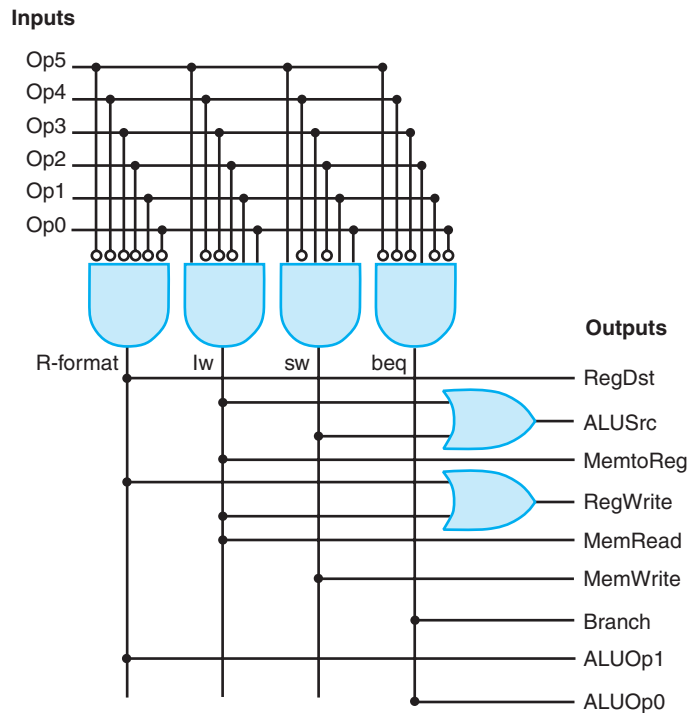 Inputs
Op5
Op4
Op3
Op2
Op1
Op0
R-format
lw
sw
beq
Outputs
RegDst
ALUSrc
MemtoReg
RegWrite
MemRead
MemWrite
Branch
ALUOp1
ALUOp0